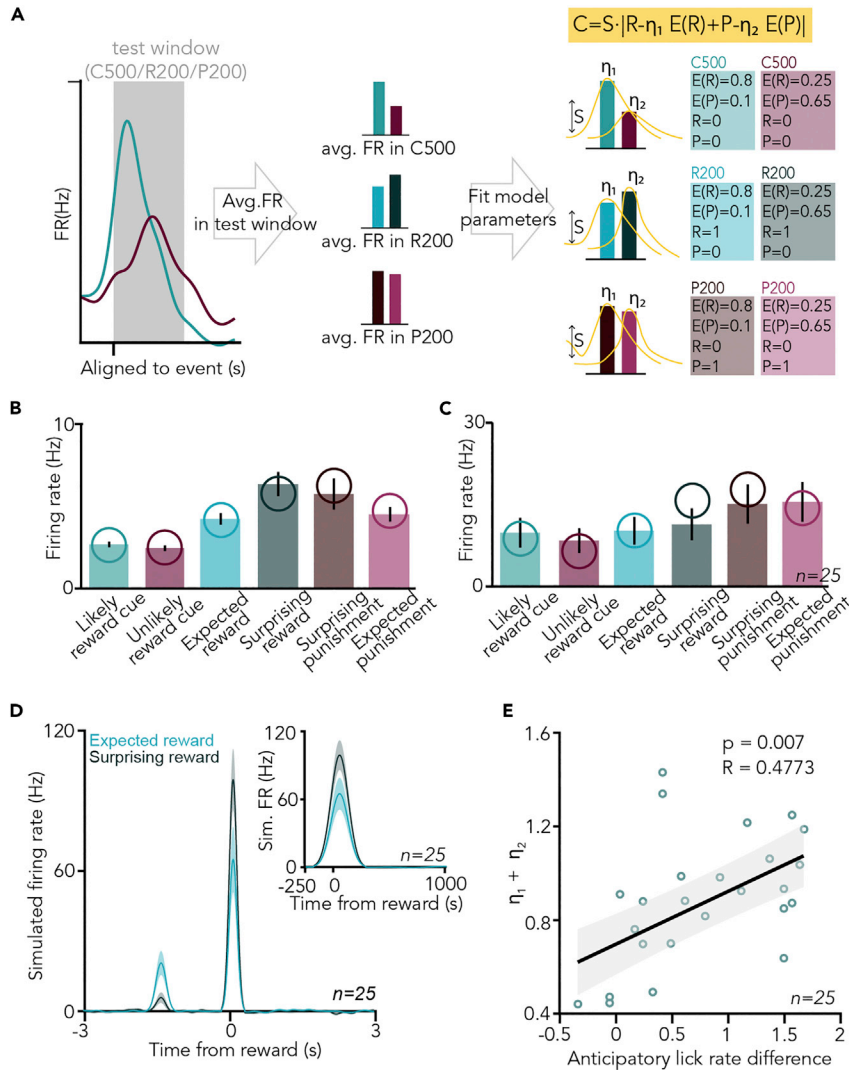 A
test window
(C500/R200/P200)
FR(Hz)
Aligned to event (s)
Avg.FR
in test window
avg. FR in C500
avg. FR in R200
avg. FR in P200
Fit model
parameters
C=S·|R-η₁ E(R)+P-η₂ E(P)|
η₁
η₂
S
C500
E(R)=0.8
E(P)=0.1
R=0
P=0
C500
E(R)=0.25
E(P)=0.65
R=0
P=0
η₁
η₂
S
R200
E(R)=0.8
E(P)=0.1
R=1
P=0
R200
E(R)=0.25
E(P)=0.65
R=1
P=0
η₁
η₂
S
P200
E(R)=0.8
E(P)=0.1
R=0
P=1
P200
E(R)=0.25
E(P)=0.65
R=0
P=1
B
Firing rate (Hz)
10
0
Likely
reward cue
Unlikely
reward cue
Expected
reward
Surprising
reward
Surprising
punishment
Expected
punishment
C
Firing rate (Hz)
30
0
n=25
Likely
reward cue
Unlikely
reward cue
Expected
reward
Surprising
reward
Surprising
punishment
Expected
punishment
D
Simulated firing rate (Hz)
120
60
0
Expected reward
Surprising reward
n=25
-3
0
3
Time from reward (s)
Sim. FR (Hz)
120
60
0
n=25
-250
0
1000
Time from reward (s)
E
η₁ + η₂
1.6
1.2
0.8
0.4
p = 0.007
R = 0.4773
n=25
-0.5
0
0.5
1
1.5
2
Anticipatory lick rate difference